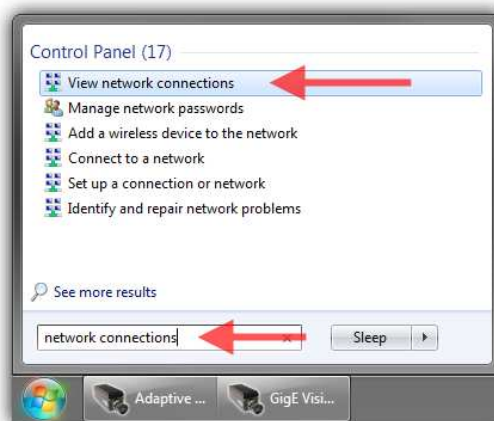 Control Panel (17)
View network connections
Manage network passwords
Add a wireless device to the network
Connect to a network
Set up a connection or network
Identify and repair network problems
See more results
network connections
Sleep
Adaptive ...
GigE Visi...